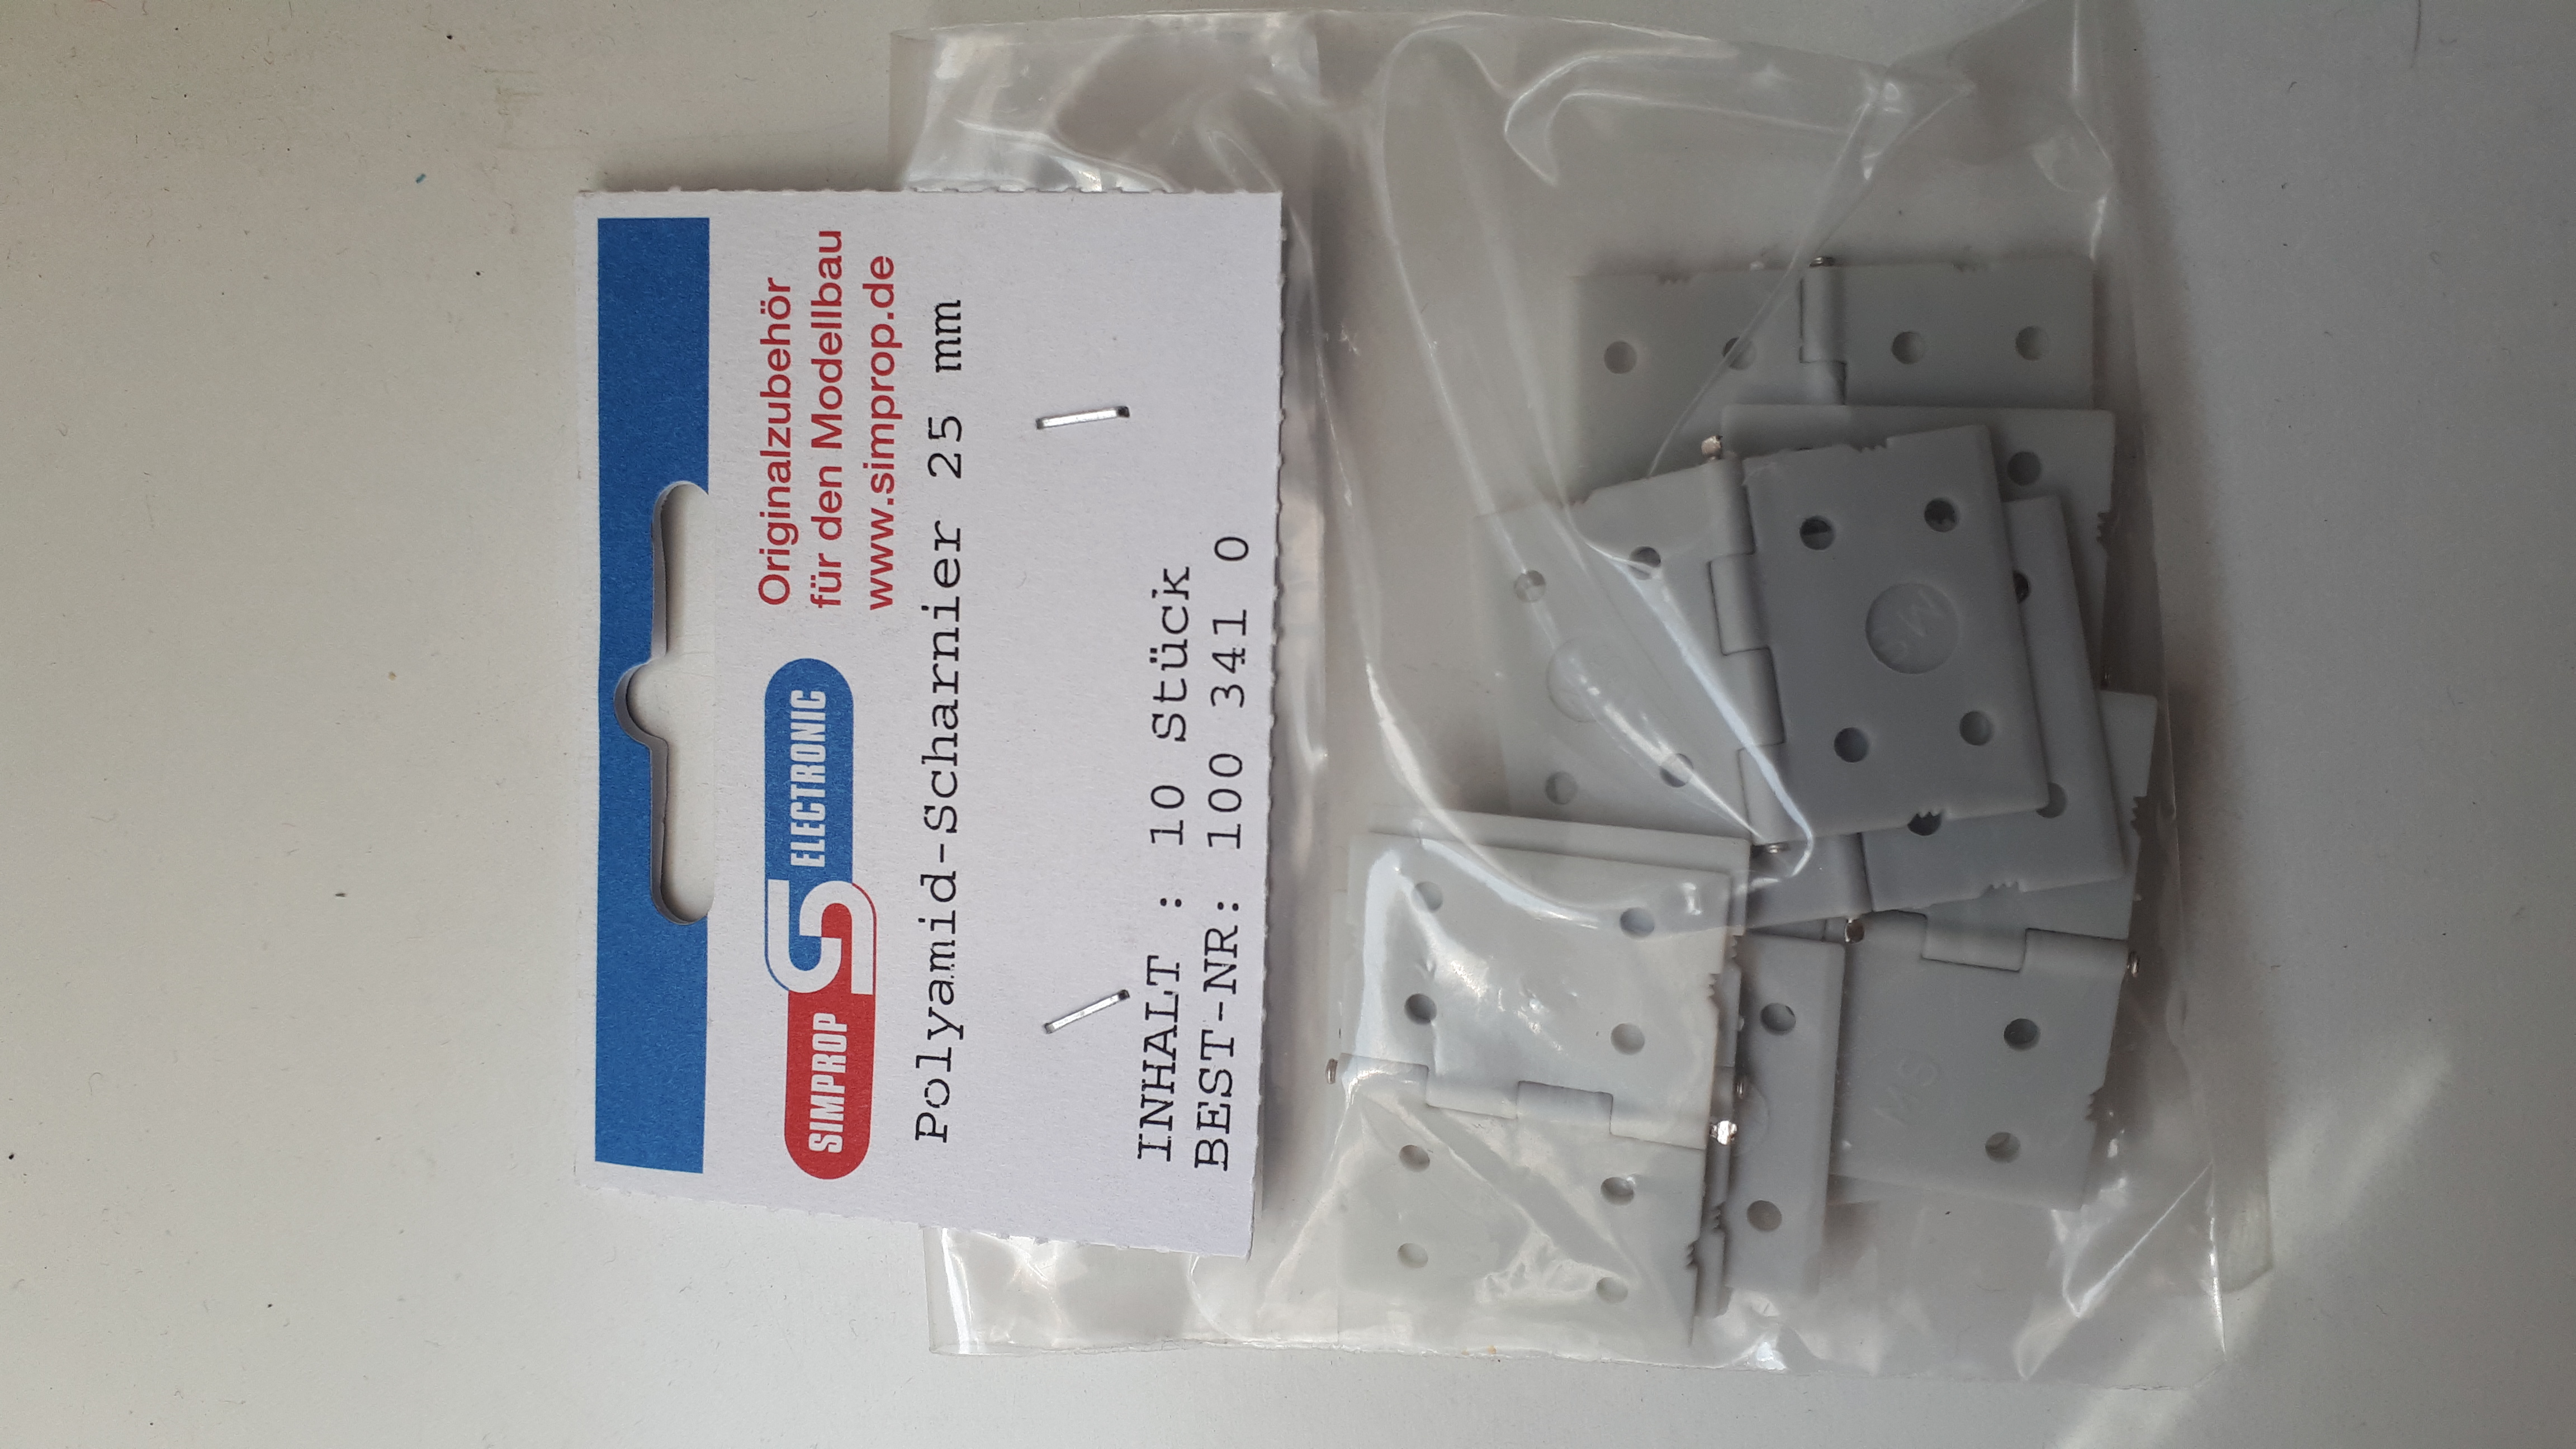 Originalzubehör
für den Modellbau
www.simprop.de
SIMPROP S ELECTRONIC
Polyamid-Scharnier 25 mm
INHALT : 10 Stück
BEST-NR: 100 341 0